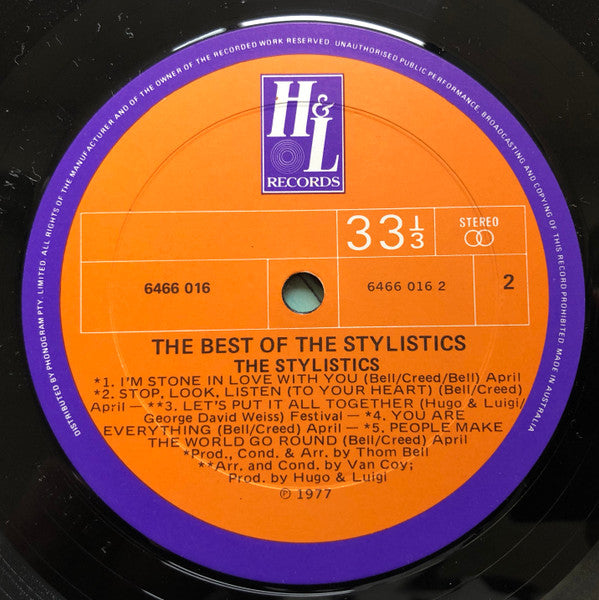 DISTRIBUTED BY PHONOGRAM PTY. LIMITED. ALL RIGHTS OF THE MANUFACTURER AND OF THE OWNER OF THE RECORDED WORK RESERVED. UNAUTHORISED PUBLIC PERFORMANCE, BROADCASTING AND COPYING OF THIS RECORD PROHIBITED. MADE IN AUSTRALIA
H&L
RECORDS
33⅓
STEREO
6466 016
6466 016 2
2
THE BEST OF THE STYLISTICS
THE STYLISTICS
*1. I'M STONE IN LOVE WITH YOU (Bell/Creed/Bell) April
*2. STOP, LOOK, LISTEN (TO YOUR HEART) (Bell/Creed)
April — **3. LET'S PUT IT ALL TOGETHER (Hugo & Luigi/
George David Weiss) Festival — *4. YOU ARE
EVERYTHING (Bell/Creed) April — *5. PEOPLE MAKE
THE WORLD GO ROUND (Bell/Creed) April
*Prod., Cond. & Arr. by Thom Bell
**Arr. and Cond. by Van Coy;
Prod. by Hugo & Luigi
℗ 1977